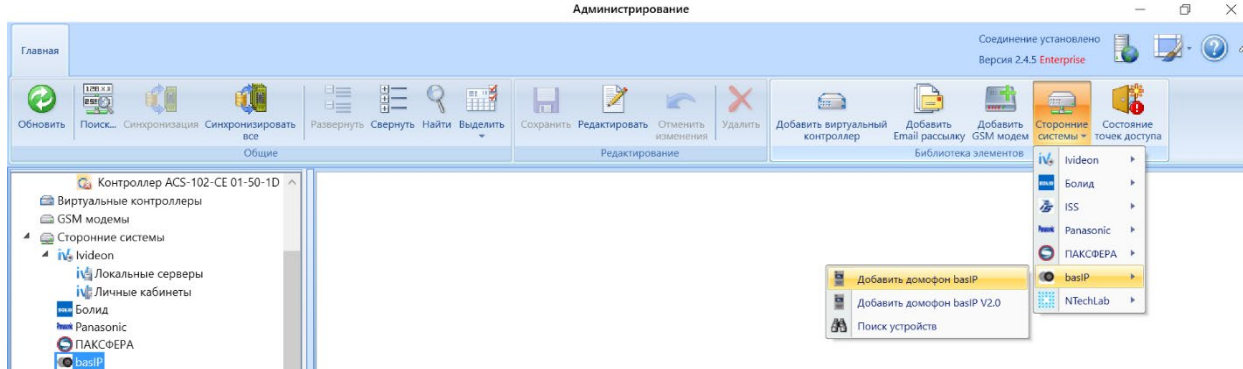 Администрирование
Главная
Соединение установлено
Версия 2.4.5 Enterprise
Обновить
Поиск...
Синхронизация
Синхронизировать все
Развернуть
Свернуть
Найти
Выделить
Общие
Сохранить
Редактировать
Отменить изменения
Удалить
Редактирование
Добавить виртуальный контроллер
Добавить Email рассылку
Добавить GSM модем
Сторонние системы
Состояние точек доступа
Библиотека элементов
Контроллер ACS-102-CE 01-50-1D
Виртуальные контроллеры
GSM модемы
Сторонние системы
Ivideon
Локальные серверы
Личные кабинеты
Болид
Panasonic
ПАКСФЕРА
basIP
Ivideon
Болид
ISS
Panasonic
ПАКСФЕРА
basIP
NTechLab
Добавить домофон basIP
Добавить домофон basIP V2.0
Поиск устройств